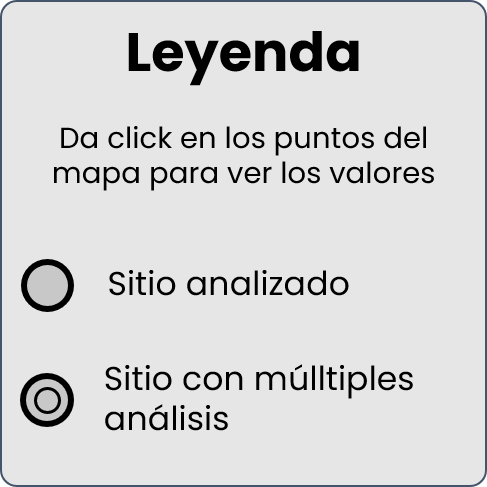 Leyenda
Da click en los puntos del
mapa para ver los valores
Sitio analizado
Sitio con múlltiples
análisis